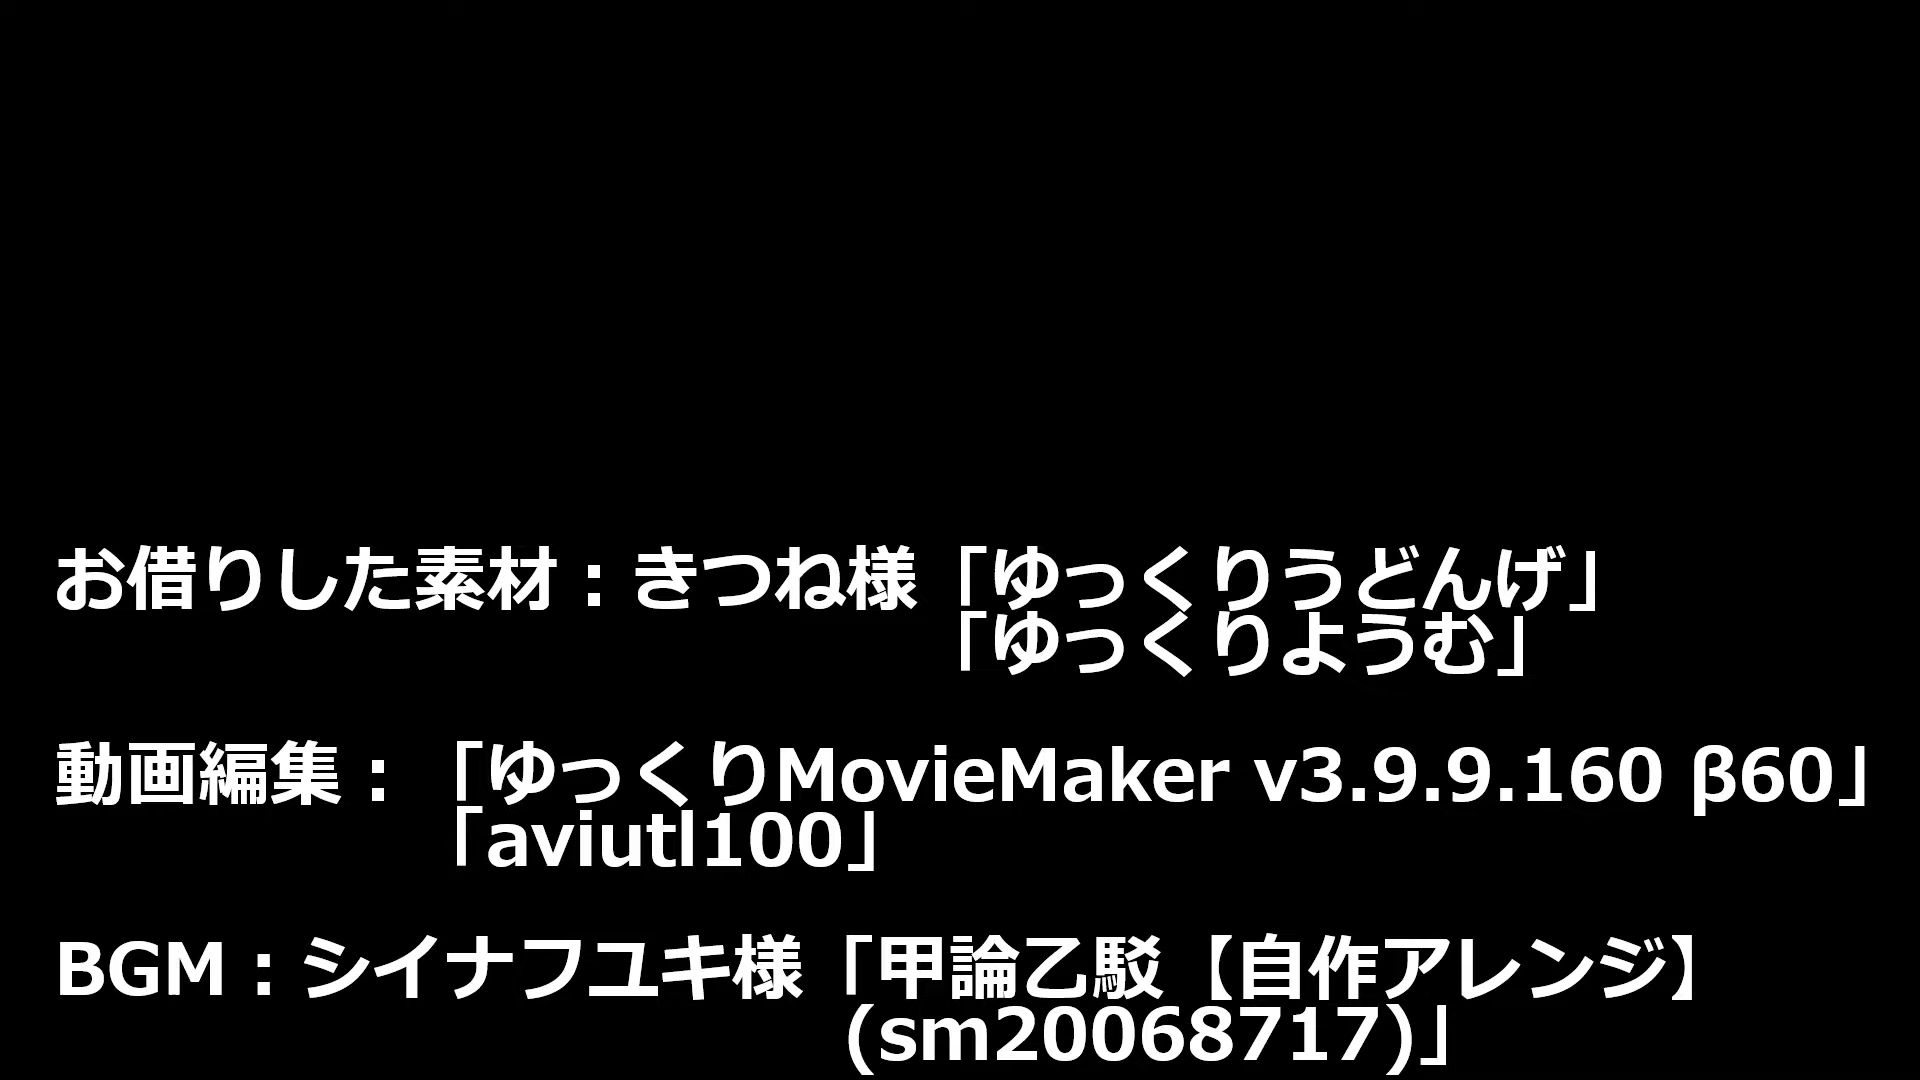 お借りした素材：きつね様「ゆっくりうどんげ」
「ゆっくりようむ」
動画編集：「ゆっくりMovieMaker v3.9.9.160 β60」
「aviutl100」
BGM：シイナフユキ様「甲論乙駁【自作アレンジ】
(sm20068717)」